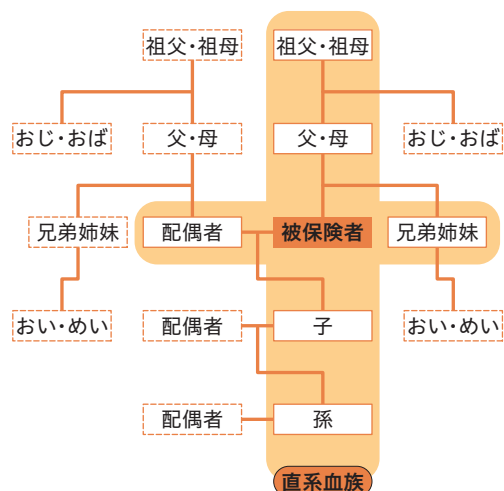 祖父・祖母
祖父・祖母
おじ・おば
父・母
父・母
おじ・おば
兄弟姉妹
配偶者
被保険者
兄弟姉妹
おい・めい
配偶者
子
おい・めい
配偶者
孫
直系血族